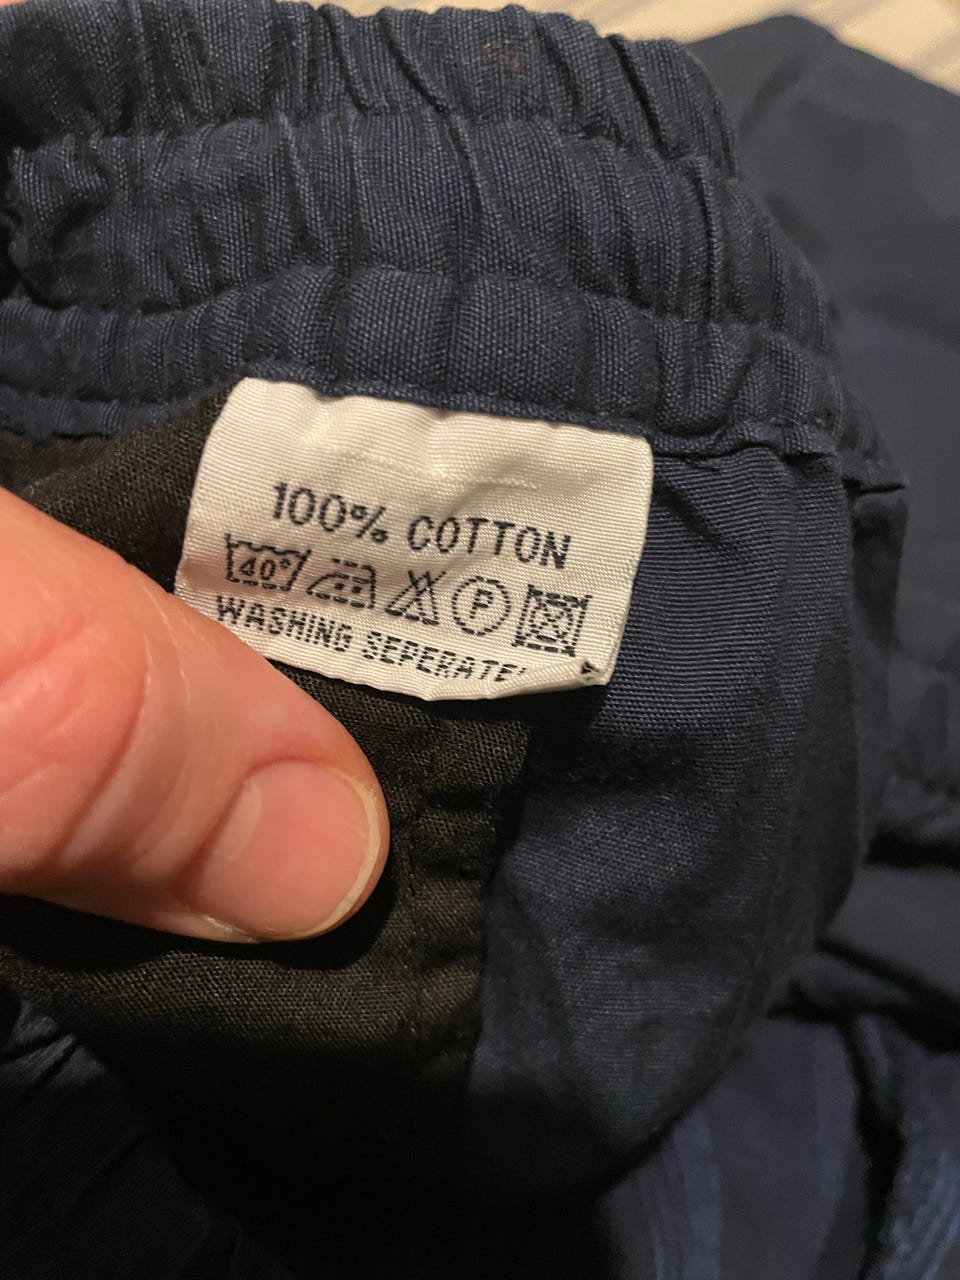 100% COTTON
40° P
WASHING SEPERATE